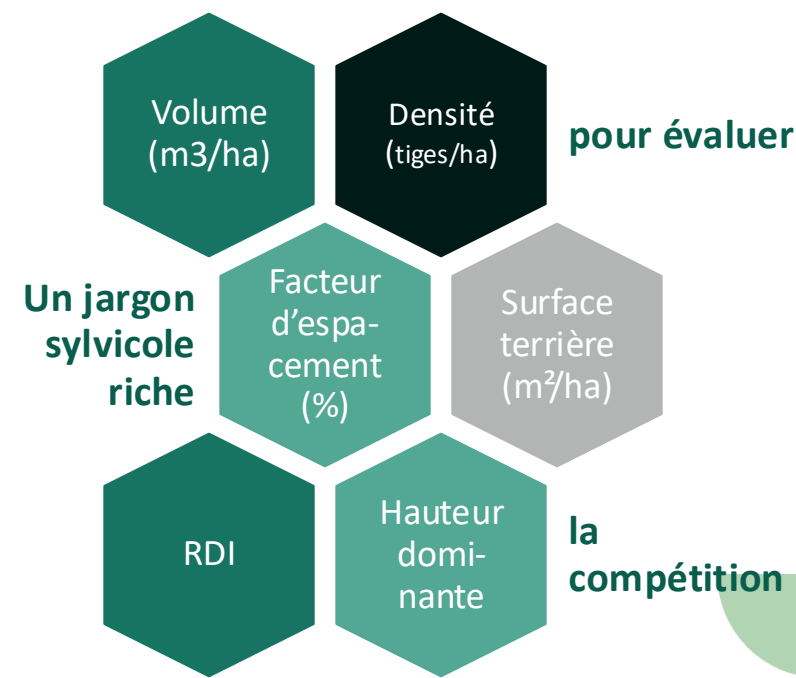 Volume
(m3/ha)
Densité
(tiges/ha)
pour évaluer
Un jargon
sylvicole
riche
Facteur
d’espa-
cement
(%)
Surface
terrière
(m²/ha)
RDI
Hauteur
domi-
nante
la
compétition